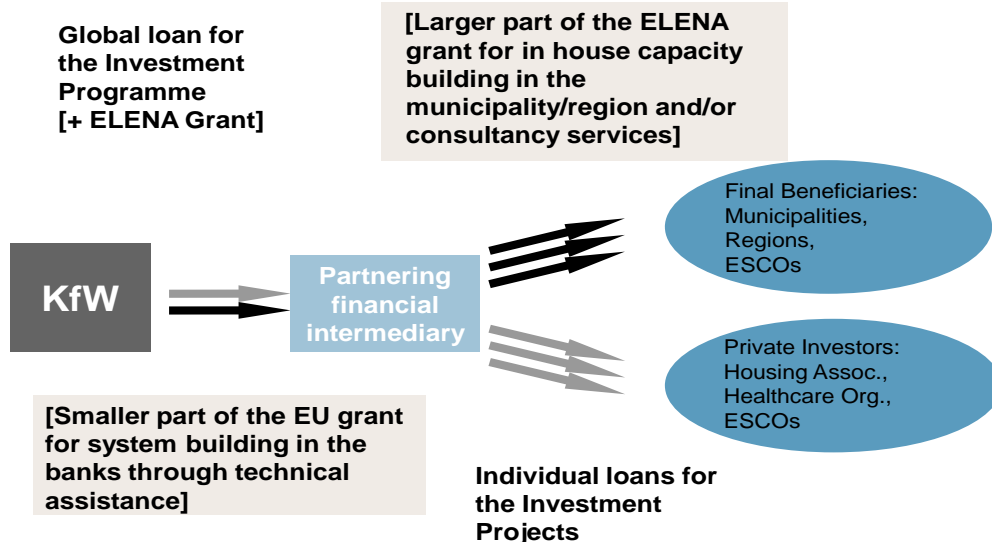 Global loan for
the Investment
Programme
[+ ELENA Grant]
[Larger part of the ELENA
grant for in house capacity
building in the
municipality/region and/or
consultancy services]
Final Beneficiaries:
Municipalities,
Regions,
ESCOs
KfW
Partnering
financial
intermediary
Private Investors:
Housing Assoc.,
Healthcare Org.,
ESCOs
[Smaller part of the EU grant
for system building in the
banks through technical
assistance]
Individual loans for
the Investment
Projects